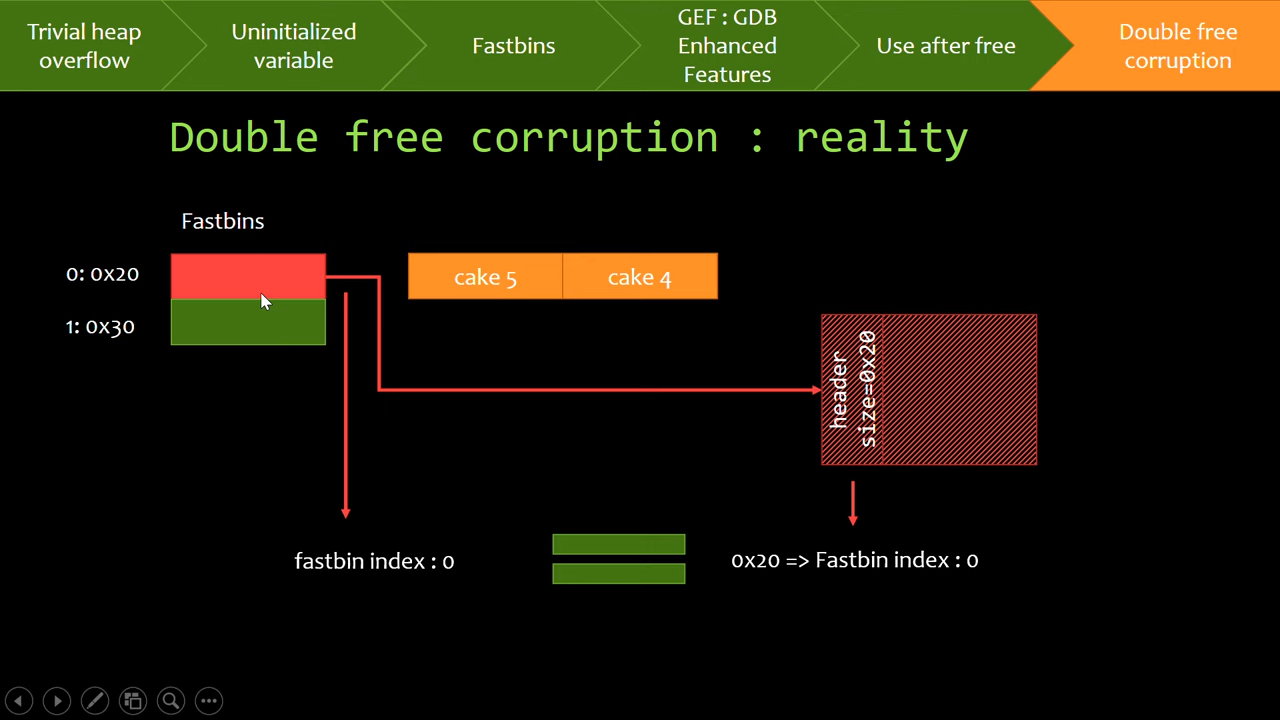 Trivial heap
overflow
Uninitialized
variable
Fastbins
GEF : GDB
Enhanced
Features
Use after free
Double free
corruption
Double free corruption : reality
Fastbins
0: 0x20
cake 5
cake 4
1: 0x30
header
size=0x20
fastbin index : 0
0x20 => Fastbin index : 0